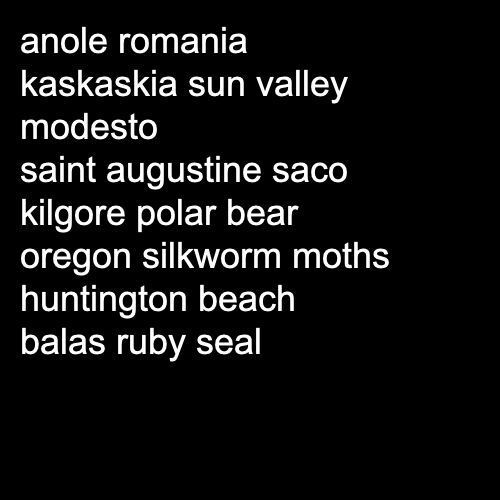 anole romania
kaskaskia sun valley
modesto
saint augustine saco
kilgore polar bear
oregon silkworm moths
huntington beach
balas ruby seal